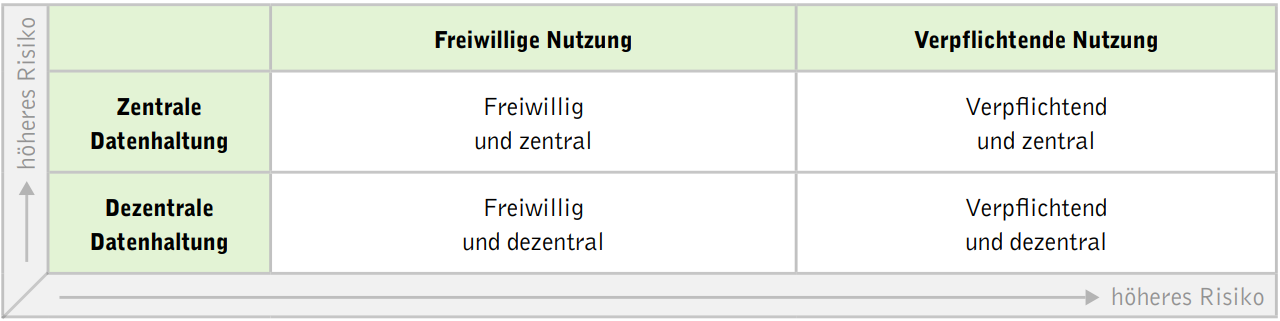 höheres Risiko
Freiwillige Nutzung
Verpflichtende Nutzung
Zentrale
Datenhaltung
Freiwillig
und zentral
Verpflichtend
und zentral
Dezentrale
Datenhaltung
Freiwillig
und dezentral
Verpflichtend
und dezentral
höheres Risiko